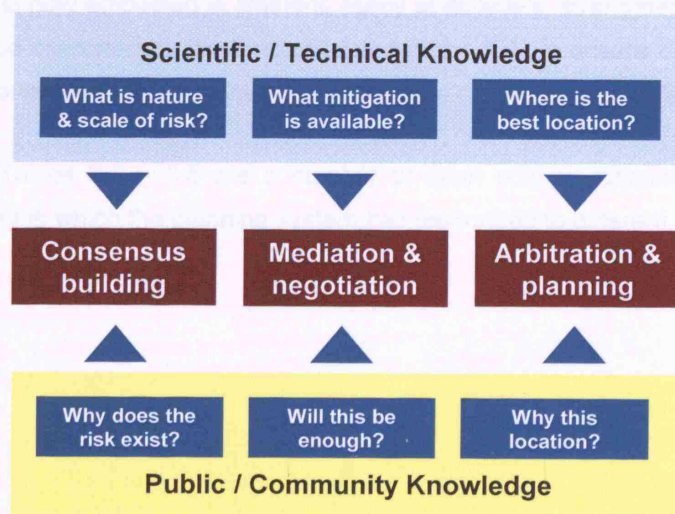 Scientific / Technical Knowledge
What is nature
& scale of risk?
What mitigation
is available?
Where is the
best location?
Consensus
building
Mediation &
negotiation
Arbitration &
planning
Why does the
risk exist?
Will this be
enough?
Why this
location?
Public / Community Knowledge